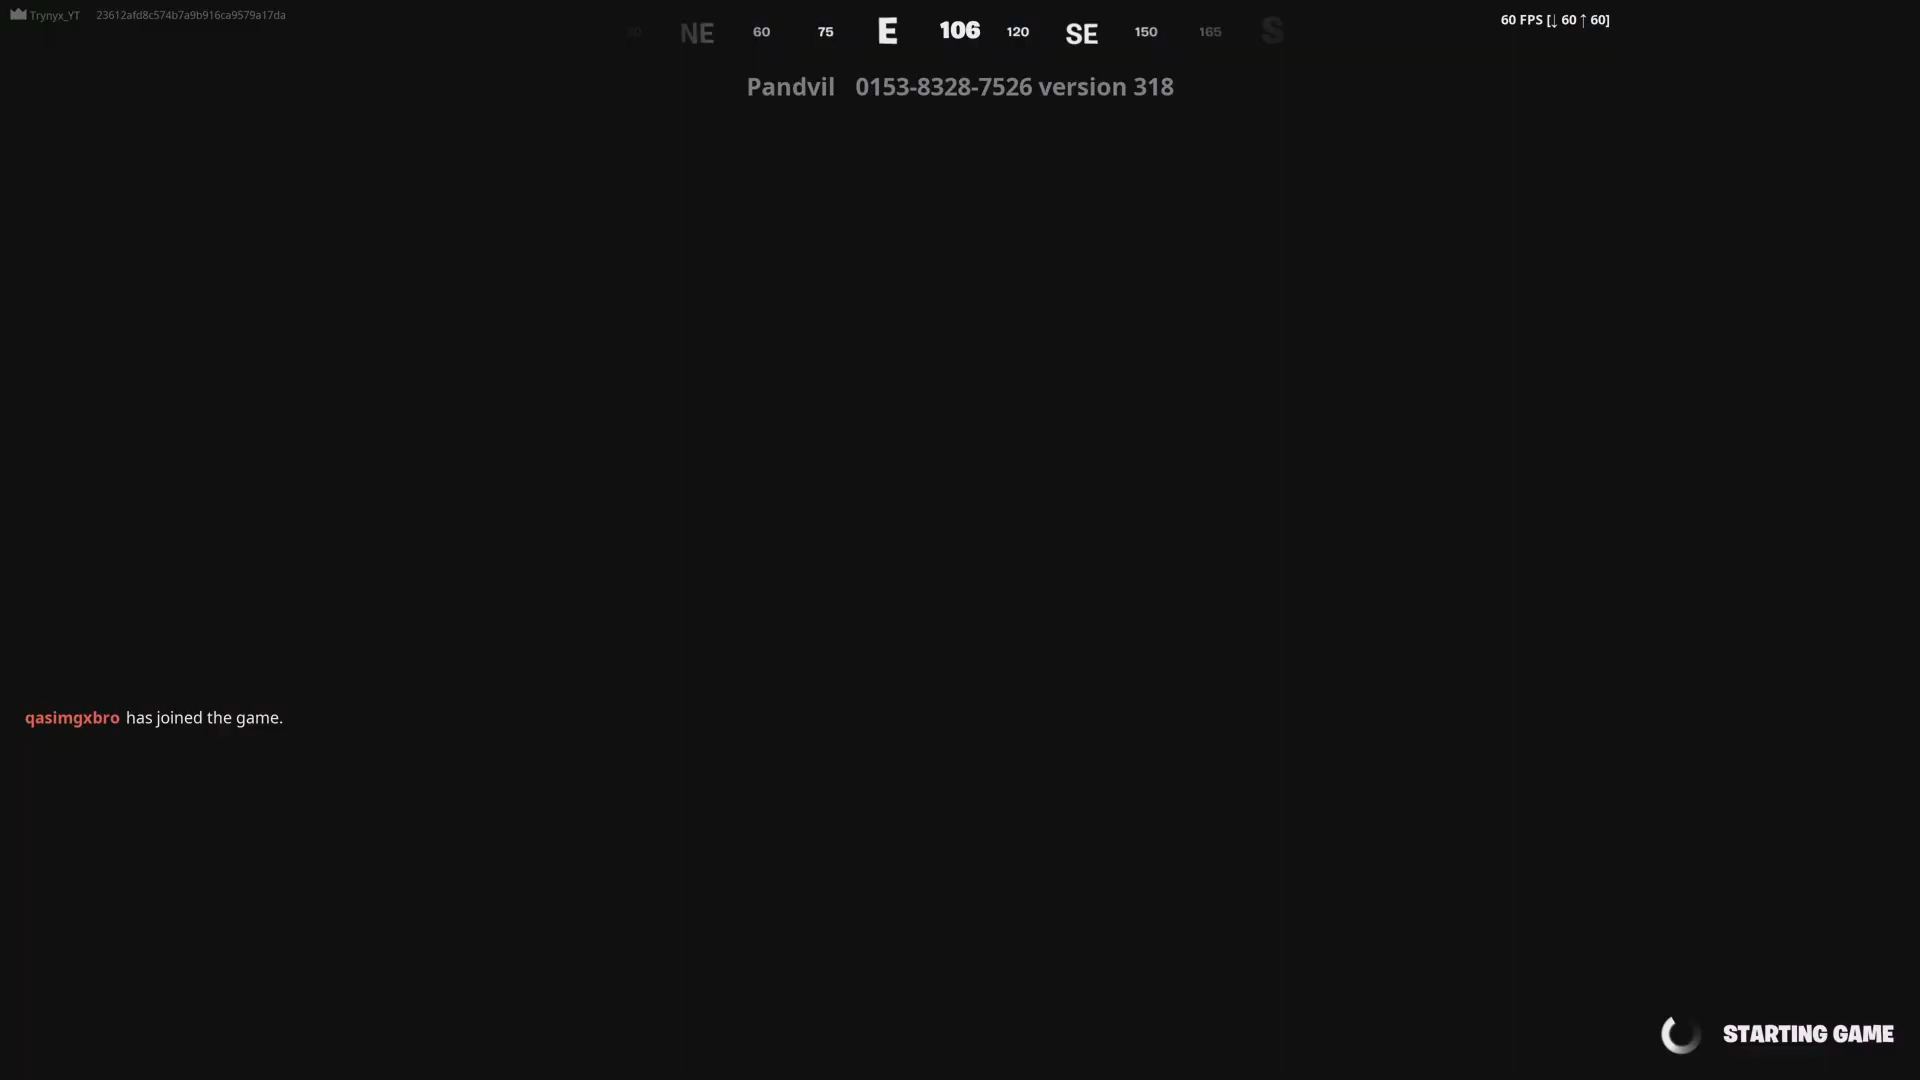 Trynyx_YT 23612afd8c574b7a9b916ca9579a17da
30 NE 60 75 E 106 120 SE 150 165 S
60 FPS [↓ 60 ↑ 60]
Pandvil 0153-8328-7526 version 318
qasimgxbro has joined the game.
STARTING GAME